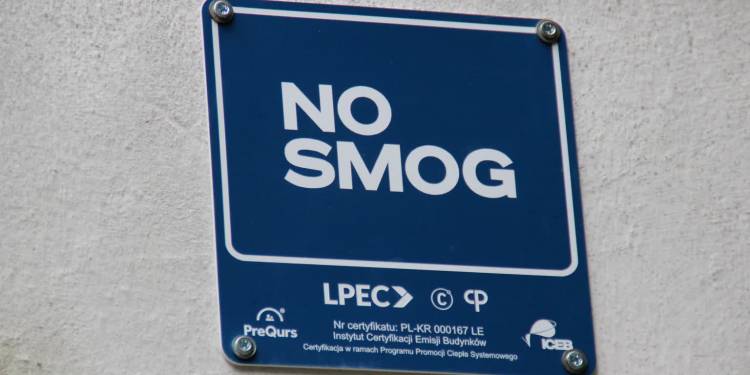 NO
SMOG
LPEC © cp
PreQurs®
Nr certyfikatu: PL-KR 000167 LE
Instytut Certyfikacji Emisji Budynków
Certyfikacja w ramach Programu Promocji Ciepła Systemowego
ICEB